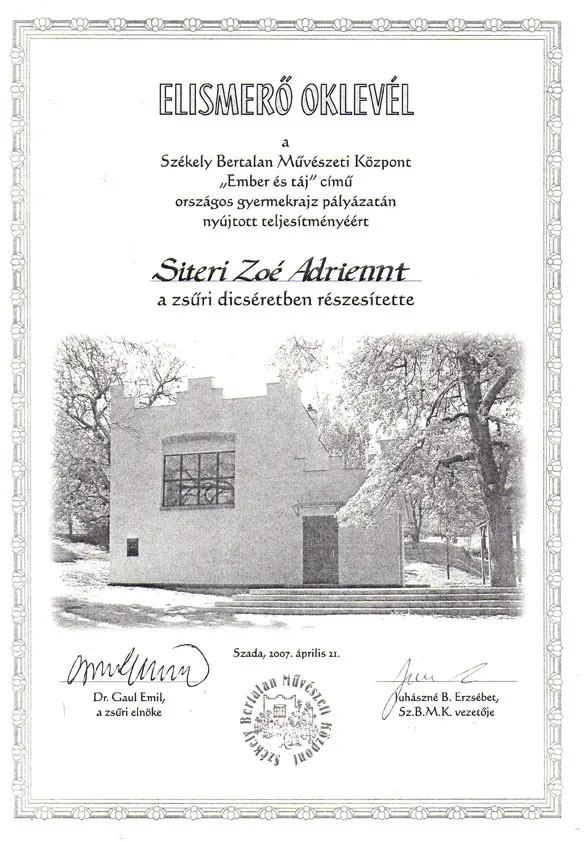 ELISMERŐ OKLEVÉL
a
Székely Bertalan Művészeti Központ
„Ember és táj” című
országos gyermekrajz pályázatán
nyújtott teljesítményéért
Siteri Zoé Adriennt
a zsűri dicséretben részesítette
Szada, 2007. április 21.
Dr. Gaul Emil,
a zsűri elnöke
Juhászné B. Erzsébet,
Sz.B.M.K. vezetője
Székely Bertalan Művészeti Központ